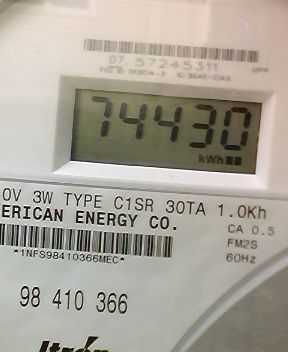 07 57245311
74430
kWh
0V 3W TYPE C1SR 30TA 1.0Kh
ERICAN ENERGY CO.
CA 0.5
FM2S
60Hz
*1NFS98410366MEC*
98 410 366
Itrón